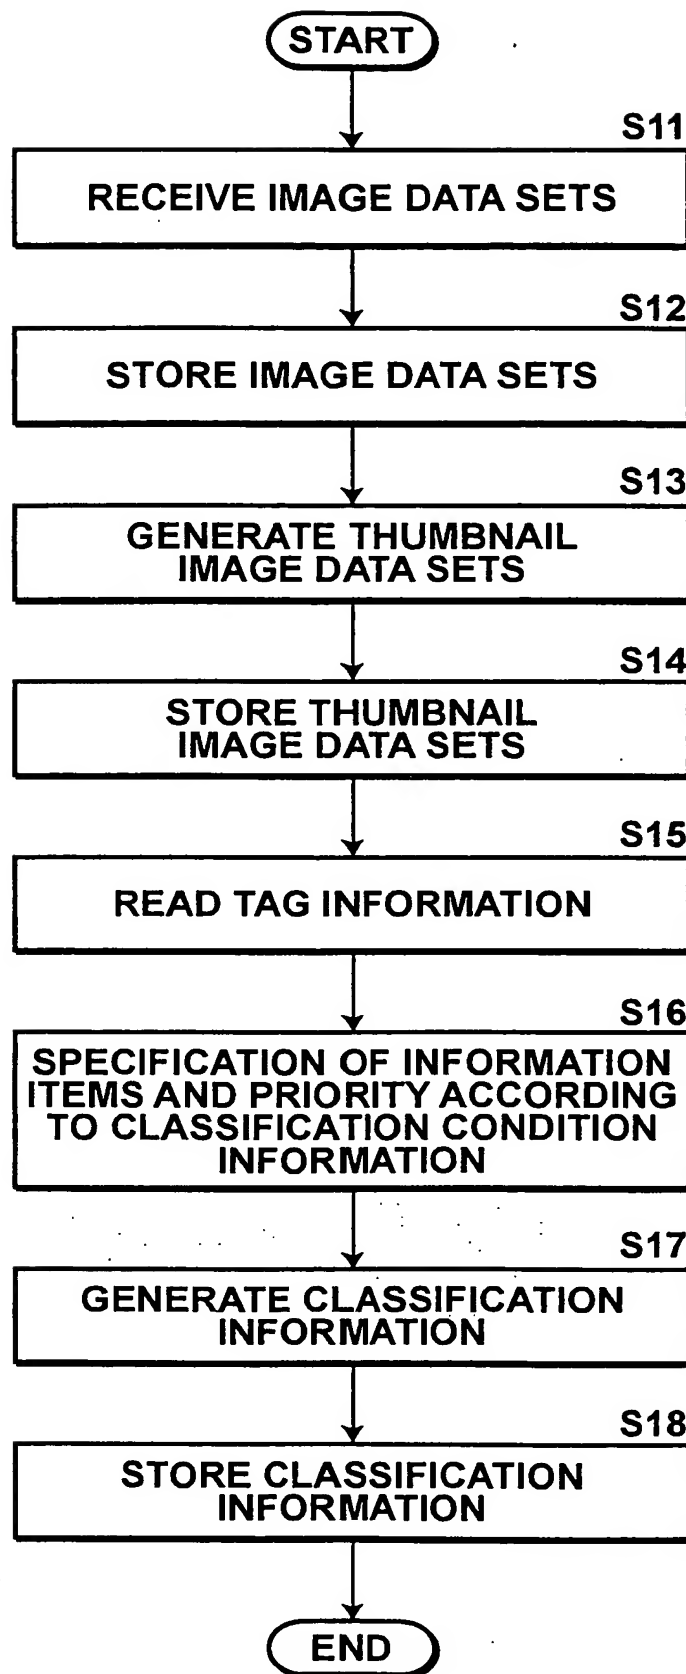 START
S11
RECEIVE IMAGE DATA SETS
S12
STORE IMAGE DATA SETS
S13
GENERATE THUMBNAIL
IMAGE DATA SETS
S14
STORE THUMBNAIL
IMAGE DATA SETS
S15
READ TAG INFORMATION
S16
SPECIFICATION OF INFORMATION
ITEMS AND PRIORITY ACCORDING
TO CLASSIFICATION CONDITION
INFORMATION
S17
GENERATE CLASSIFICATION
INFORMATION
S18
STORE CLASSIFICATION
INFORMATION
END